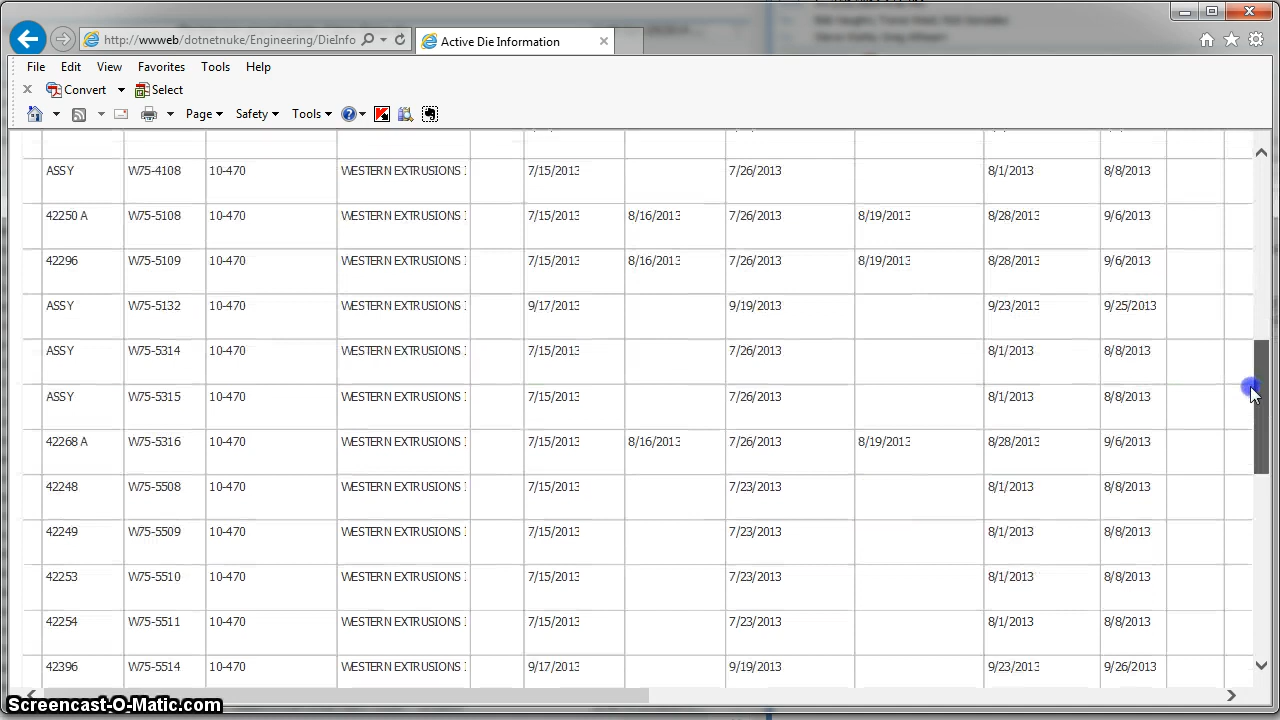 http://wwweb/dotnetnuke/Engineering/DieInfo
Active Die Information
File Edit View Favorites Tools Help
Convert Select
Page Safety Tools
ASSY W75-4108 10-470 WESTERN EXTRUSIONS 7/15/2013 7/26/2013 8/1/2013 8/8/2013
42250 A W75-5108 10-470 WESTERN EXTRUSIONS 7/15/2013 8/16/2013 7/26/2013 8/19/2013 8/28/2013 9/6/2013
42296 W75-5109 10-470 WESTERN EXTRUSIONS 7/15/2013 8/16/2013 7/26/2013 8/19/2013 8/28/2013 9/6/2013
ASSY W75-5132 10-470 WESTERN EXTRUSIONS 9/17/2013 9/19/2013 9/23/2013 9/25/2013
ASSY W75-5314 10-470 WESTERN EXTRUSIONS 7/15/2013 7/26/2013 8/1/2013 8/8/2013
ASSY W75-5315 10-470 WESTERN EXTRUSIONS 7/15/2013 7/26/2013 8/1/2013 8/8/2013
42268 A W75-5316 10-470 WESTERN EXTRUSIONS 7/15/2013 8/16/2013 7/26/2013 8/19/2013 8/28/2013 9/6/2013
42248 W75-5508 10-470 WESTERN EXTRUSIONS 7/15/2013 7/23/2013 8/1/2013 8/8/2013
42249 W75-5509 10-470 WESTERN EXTRUSIONS 7/15/2013 7/23/2013 8/1/2013 8/8/2013
42253 W75-5510 10-470 WESTERN EXTRUSIONS 7/15/2013 7/23/2013 8/1/2013 8/8/2013
42254 W75-5511 10-470 WESTERN EXTRUSIONS 7/15/2013 7/23/2013 8/1/2013 8/8/2013
42396 W75-5514 10-470 WESTERN EXTRUSIONS 9/17/2013 9/19/2013 9/23/2013 9/26/2013
Screencast-O-Matic.com